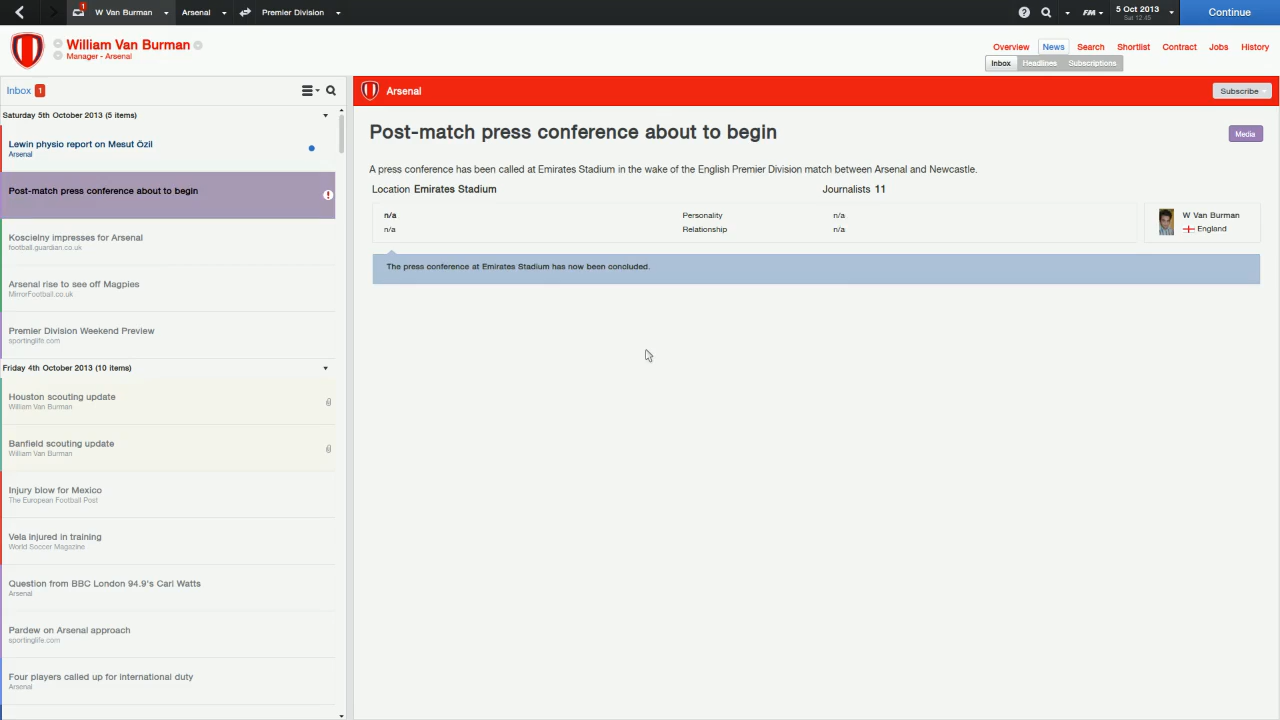 1
W Van Burman
Arsenal
Premier Division
FM
5 Oct 2013
Sat 12:45
Continue
William Van Burman
Manager - Arsenal
Overview
News
Search
Shortlist
Contract
Jobs
History
Inbox
Headlines
Subscriptions
Inbox 1
Saturday 5th October 2013 (5 items)
Lewin physio report on Mesut Özil
Arsenal
Post-match press conference about to begin
Koscielny impresses for Arsenal
football.guardian.co.uk
Arsenal rise to see off Magpies
MirrorFootball.co.uk
Premier Division Weekend Preview
sportinglife.com
Friday 4th October 2013 (10 items)
Houston scouting update
William Van Burman
Banfield scouting update
William Van Burman
Injury blow for Mexico
The European Football Post
Vela injured in training
World Soccer Magazine
Question from BBC London 94.9's Carl Watts
Arsenal
Pardew on Arsenal approach
sportinglife.com
Four players called up for international duty
Arsenal
Arsenal
Subscribe
Post-match press conference about to begin
Media
A press conference has been called at Emirates Stadium in the wake of the English Premier Division match between Arsenal and Newcastle.
Location Emirates Stadium
Journalists 11
n/a
Personality
n/a
n/a
Relationship
n/a
W Van Burman
England
The press conference at Emirates Stadium has now been concluded.